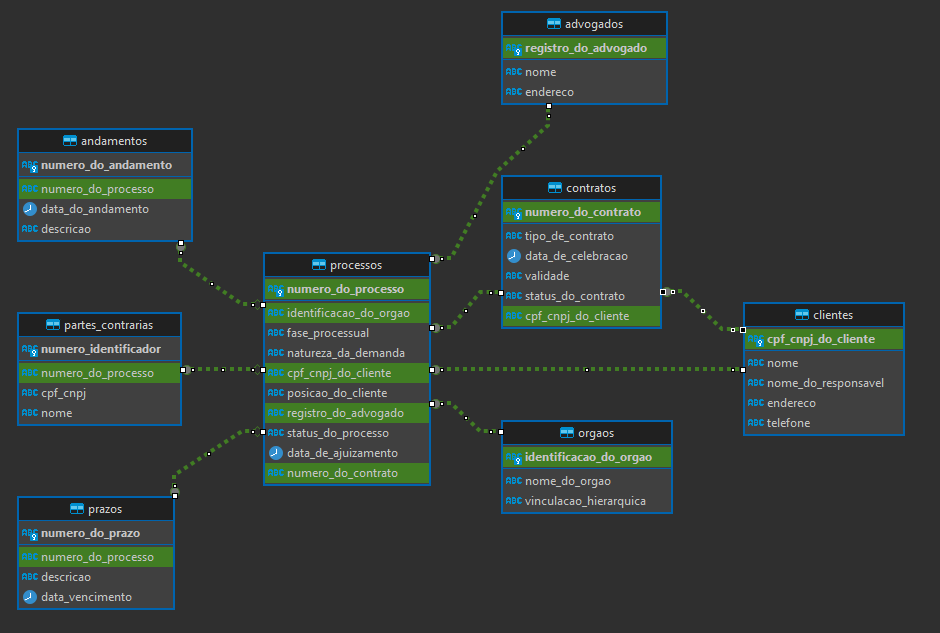 advogados
registro_do_advogado
nome
endereco
andamentos
numero_do_andamento
numero_do_processo
data_do_andamento
descricao
contratos
numero_do_contrato
tipo_de_contrato
data_de_celebracao
validade
status_do_contrato
cpf_cnpj_do_cliente
processos
numero_do_processo
identificacao_do_orgao
fase_processual
natureza_da_demanda
cpf_cnpj_do_cliente
posicao_do_cliente
registro_do_advogado
status_do_processo
data_de_ajuizamento
numero_do_contrato
partes_contrarias
numero_identificador
numero_do_processo
cpf_cnpj
nome
clientes
cpf_cnpj_do_cliente
nome
nome_do_responsavel
endereco
telefone
orgaos
identificacao_do_orgao
nome_do_orgao
vinculacao_hierarquica
prazos
numero_do_prazo
numero_do_processo
descricao
data_vencimento